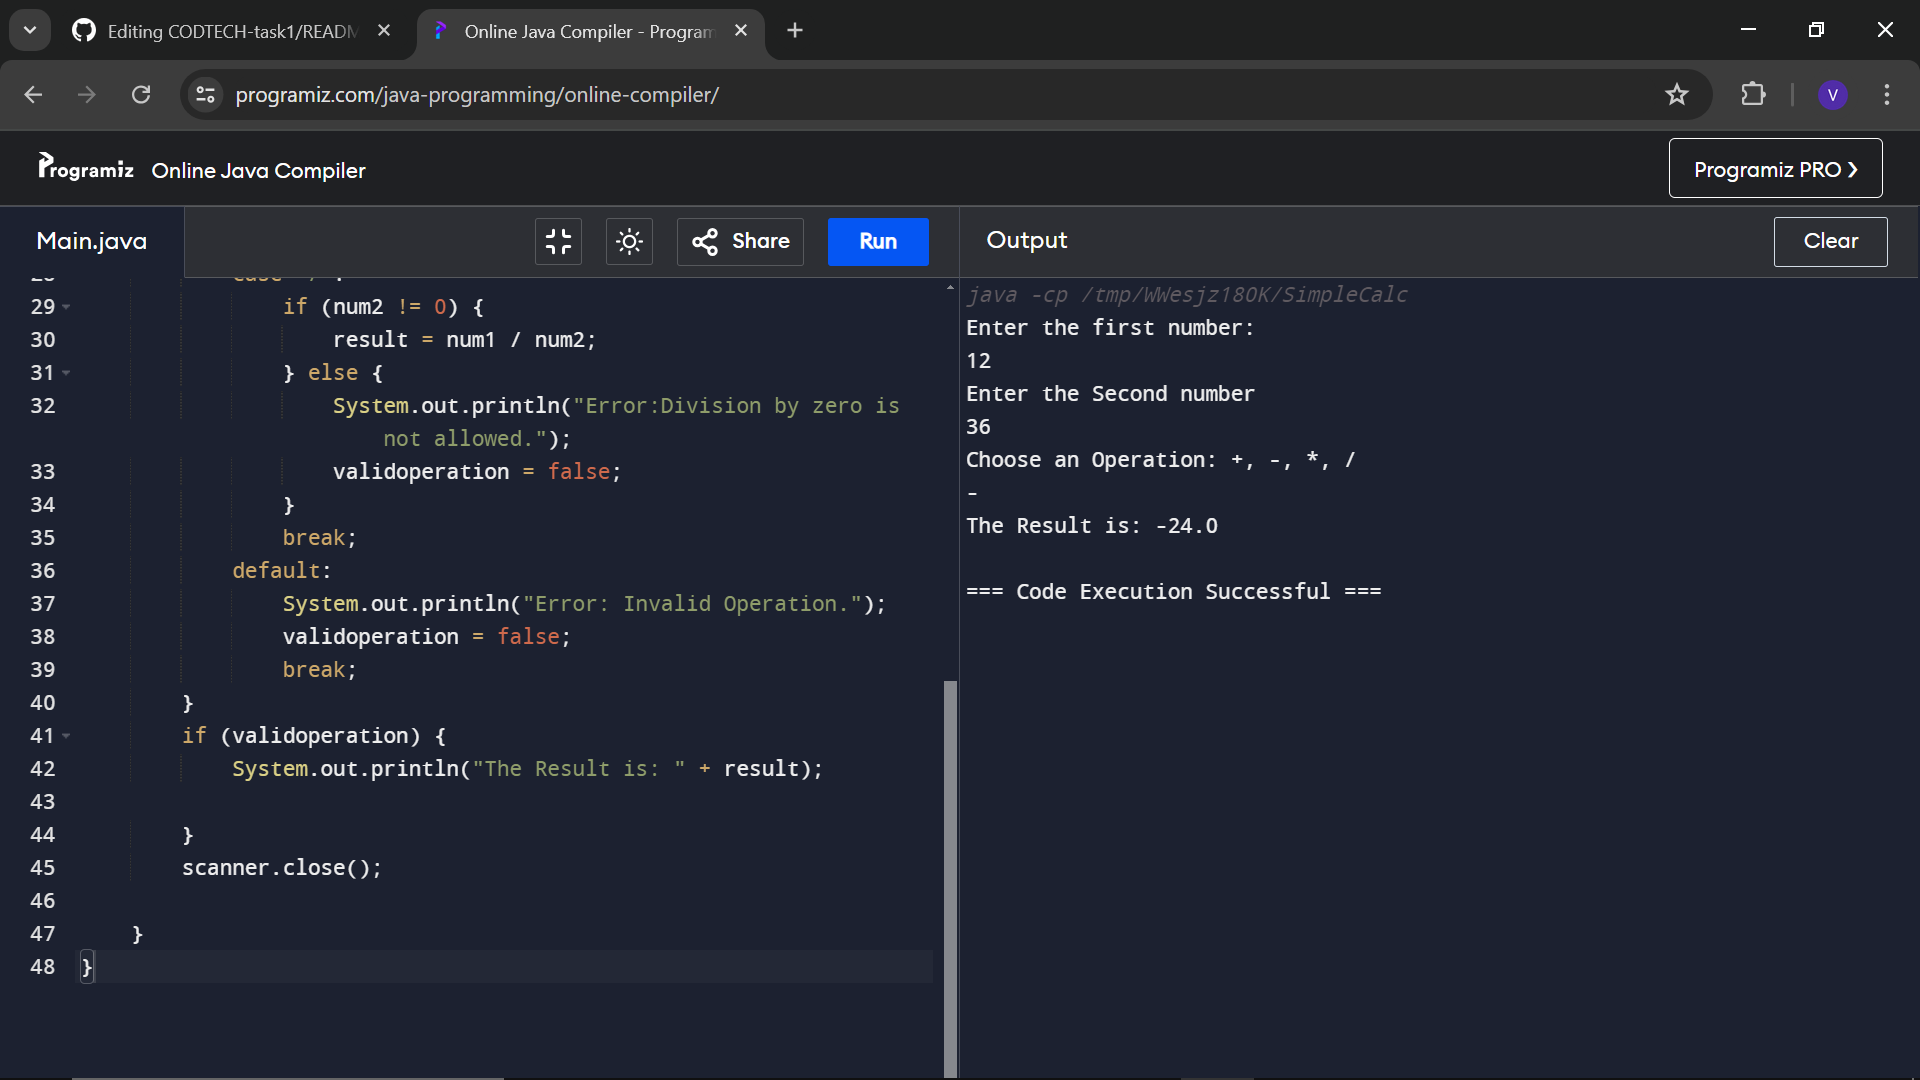 Editing CODTECH-task1/READM
Online Java Compiler - Program
programiz.com/java-programming/online-compiler/
V
Programiz Online Java Compiler
Programiz PRO ❯
Main.java
Share
Run
Output
Clear
29 if (num2 != 0) {
30 result = num1 / num2;
31 } else {
32 System.out.println("Error:Division by zero is
not allowed.");
33 validoperation = false;
34 }
35 break;
36 default:
37 System.out.println("Error: Invalid Operation.");
38 validoperation = false;
39 break;
40 }
41 if (validoperation) {
42 System.out.println("The Result is: " + result);
43
44 }
45 scanner.close();
46
47 }
48 }
java -cp /tmp/WWesjz180K/SimpleCalc
Enter the first number:
12
Enter the Second number
36
Choose an Operation: +, -, *, /
-
The Result is: -24.0
=== Code Execution Successful ===